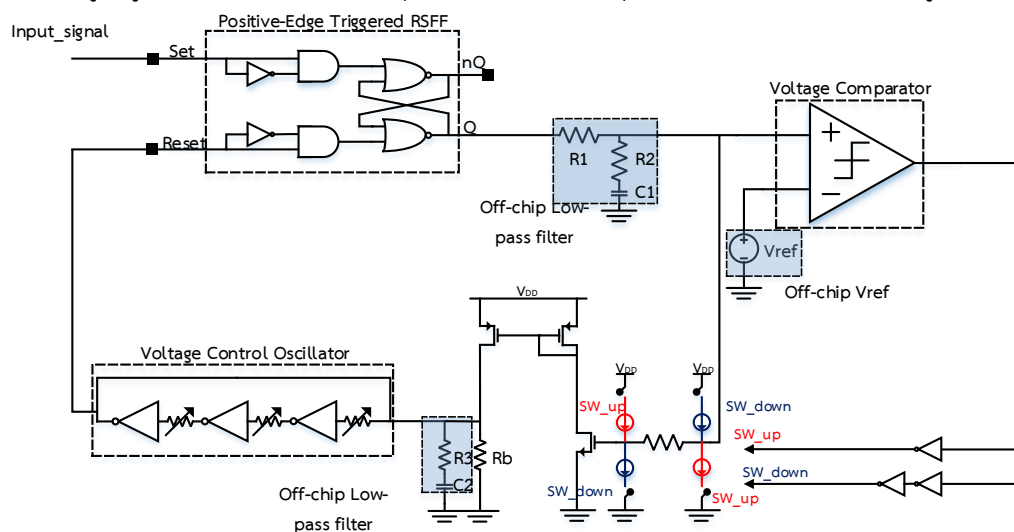 Positive-Edge Triggered RSFF
Input_signal
Set
nQ
Voltage Comparator
Q
Reset
R1
R2
C1
Off-chip Low-
pass filter
Vref
Off-chip Vref
VDD
Voltage Control Oscillator
VDD
VDD
SW_up
SW_down
SW_up
R3
Rb
SW_down
C2
SW_down
SW_up
Off-chip Low-
pass filter